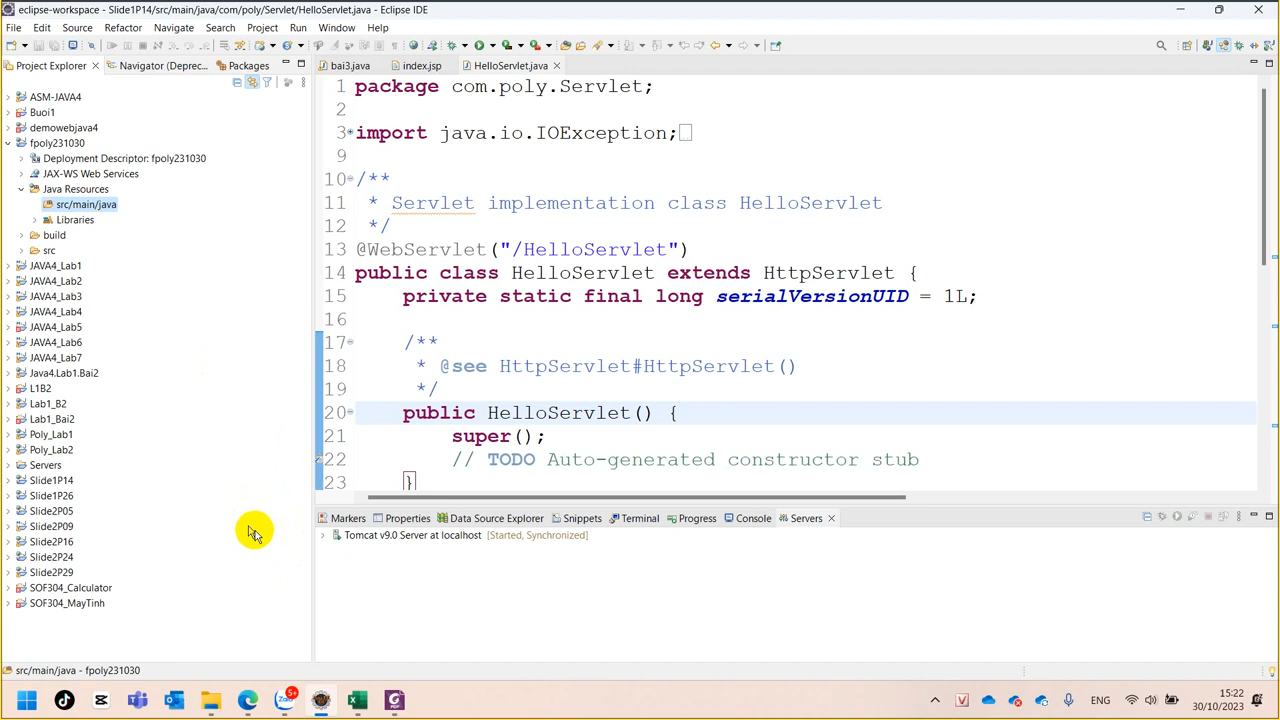 eclipse-workspace - Slide1P14/src/main/java/com/poly/Servlet/HelloServlet.java - Eclipse IDE
File Edit Source Refactor Navigate Search Project Run Window Help
Project Explorer Navigator (Deprec... Packages
ASM-JAVA4
Buoi1
demowebjava4
fpoly231030
Deployment Descriptor: fpoly231030
JAX-WS Web Services
Java Resources
src/main/java
Libraries
build
src
JAVA4_Lab1
JAVA4_Lab2
JAVA4_Lab3
JAVA4_Lab4
JAVA4_Lab5
JAVA4_Lab6
JAVA4_Lab7
Java4.Lab1.Bai2
L1B2
Lab1_B2
Lab1_Bai2
Poly_Lab1
Poly_Lab2
Servers
Slide1P14
Slide1P26
Slide2P05
Slide2P09
Slide2P16
Slide2P24
Slide2P29
SOF304_Calculator
SOF304_MayTinh
bai3.java index.jsp HelloServlet.java
1 package com.poly.Servlet;
2
3 import java.io.IOException;
9
10 /**
11 * Servlet implementation class HelloServlet
12 */
13 @WebServlet("/HelloServlet")
14 public class HelloServlet extends HttpServlet {
15 private static final long serialVersionUID = 1L;
16
17 /**
18 * @see HttpServlet#HttpServlet()
19 */
20 public HelloServlet() {
21 super();
22 // TODO Auto-generated constructor stub
23 }
Markers Properties Data Source Explorer Snippets Terminal Progress Console Servers
Tomcat v9.0 Server at localhost [Started, Synchronized]
src/main/java - fpoly231030
Zalo 5+
ENG
15:22
30/10/2023